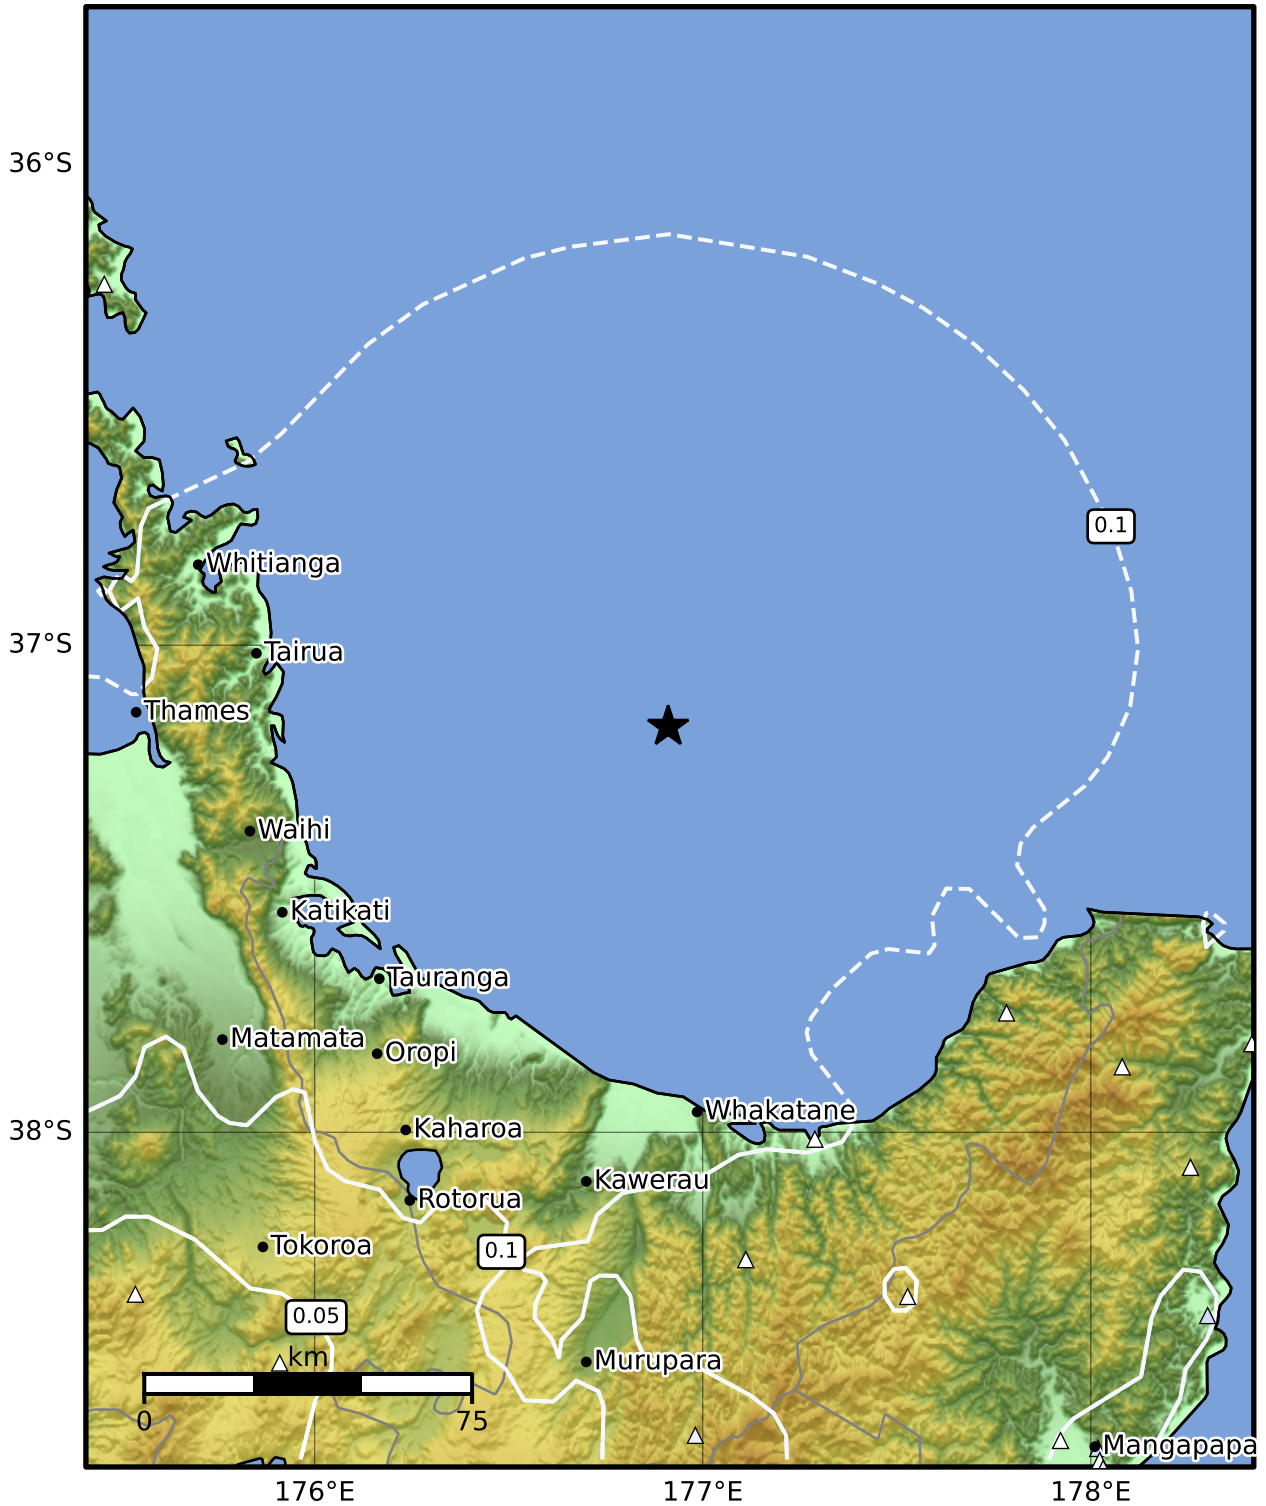 36°S
0.1
Whitianga
37°S
Tairua
Thames
Waihi
Katikati
Tauranga
Matamata
Oropi
Whakatane
38°S
Kaharoa
Kawerau
Rotorua
Tokoroa
0.1
0.05
km
Murupara
0
75
Mangapapa
176°E
177°E
178°E